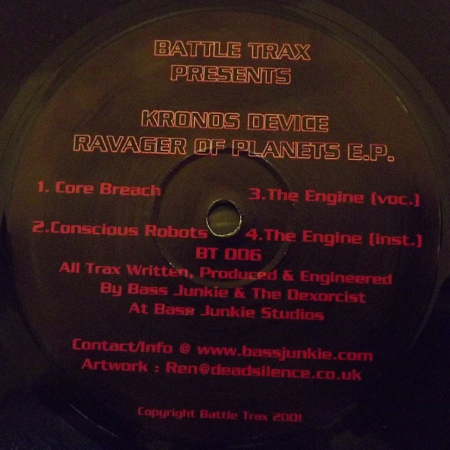 BATTLE TRAX
PRESENTS
KRONOS DEVICE
RAVAGER OF PLANETS E.P.
1. Core Breach 3.The Engine (voc.)
2.Conscious Robots 4.The Engine (inst.)
BT 006
All Trax Written, Produced & Engineered
By Bass Junkie & The Dexorcist
At Bass Junkie Studios
Contact/Info @ www.bassjunkie.com
Artwork : Ren@deadsilence.co.uk
Copyright Battle Trax 2001